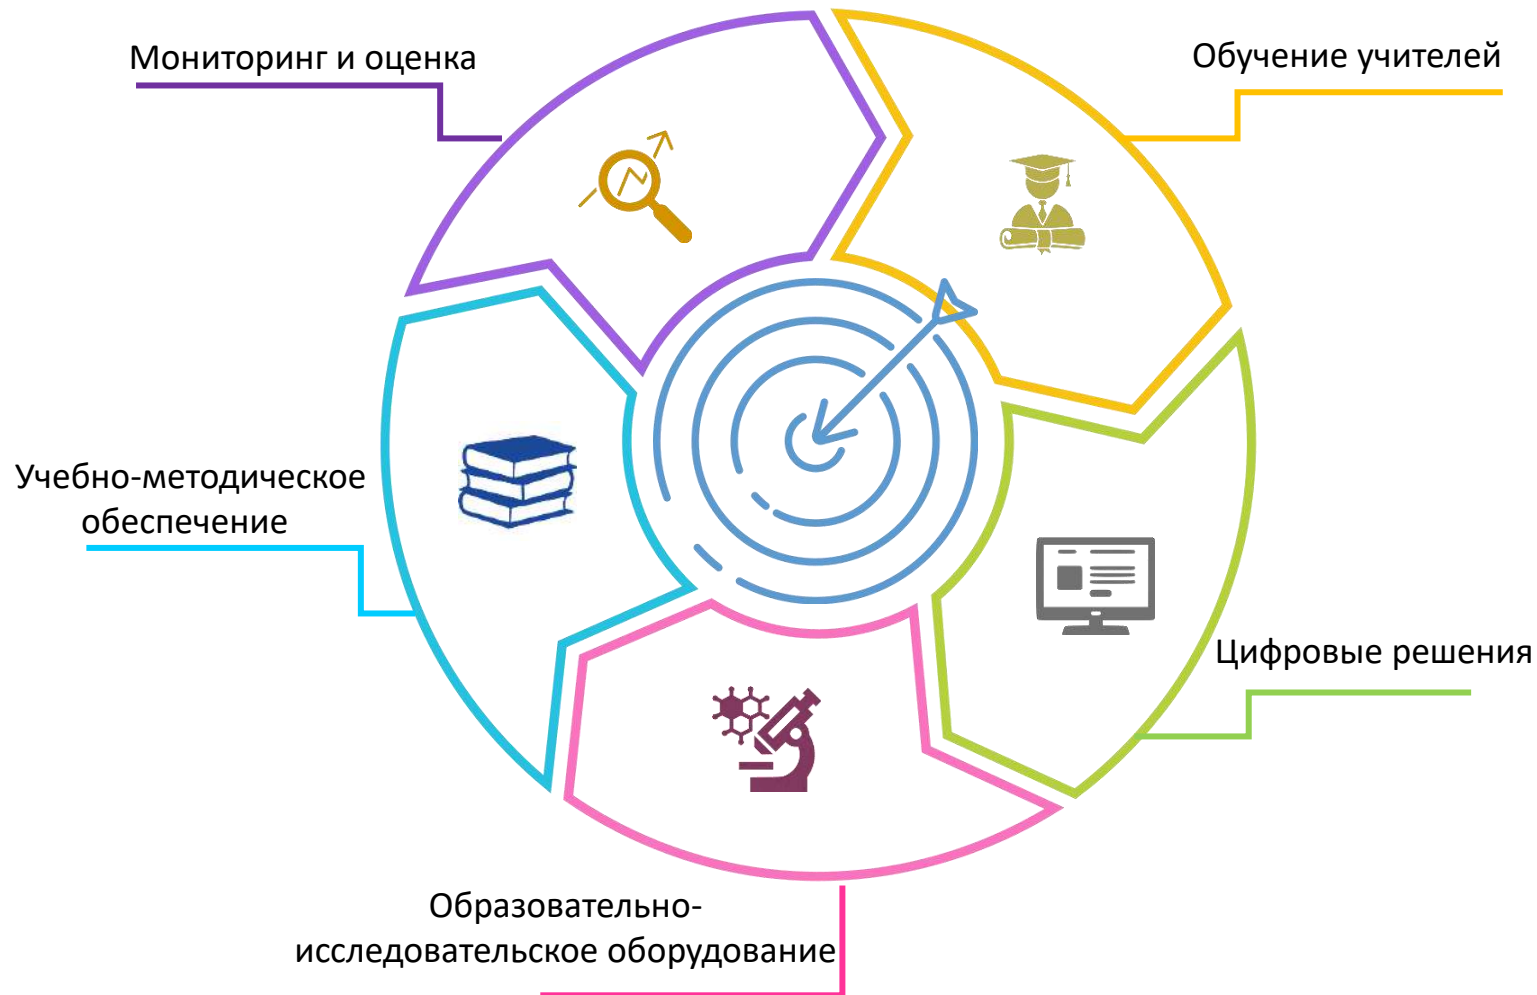 Мониторинг и оценка
Обучение учителей
Учебно-методическое
обеспечение
Цифровые решения
Образовательно-
исследовательское оборудование